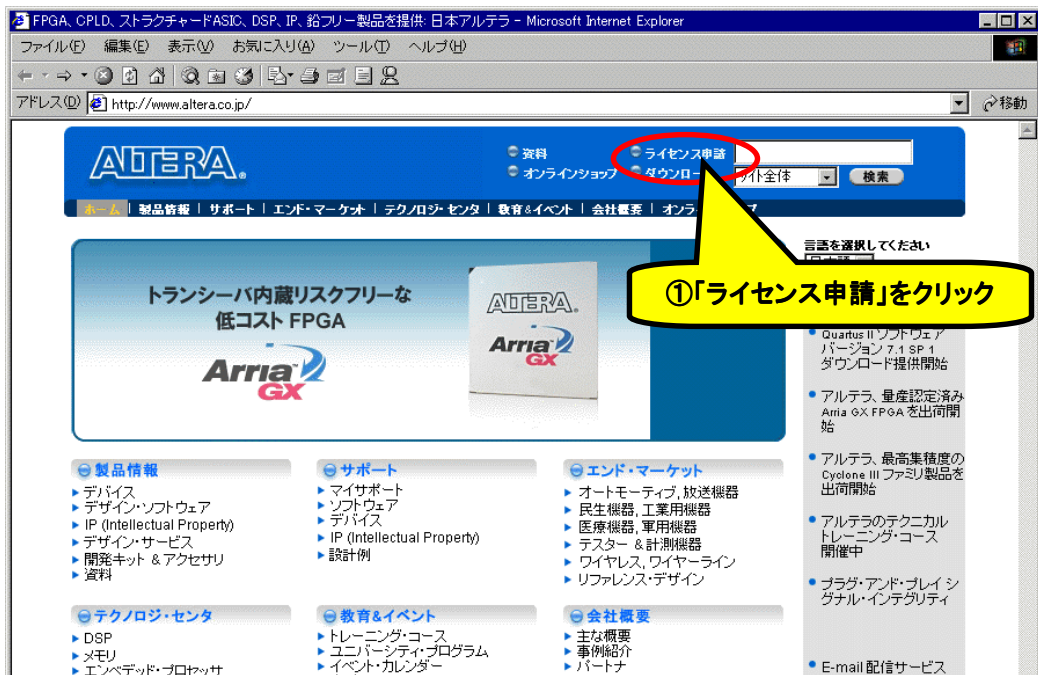 FPGA、CPLD、ストラクチャードASIC、DSP、IP、鉛フリー製品を提供: 日本アルテラ - Microsoft Internet Explorer
ファイル(F) 編集(E) 表示(V) お気に入り(A) ツール(T) ヘルプ(H)
アドレス(D) http://www.altera.co.jp/ 移動
ALTERA
資料 ライセンス申請
オンラインショップ ダウンロー
サイト全体 検索
ホーム | 製品情報 | サポート | エンド・マーケット | テクノロジ・センタ | 教育&イベント | 会社概要 | オンラ
言語を選択してください
日本語
①「ライセンス申請」をクリック
トランシーバ内蔵リスクフリーな
低コスト FPGA
Arria GX
ALTERA
Arria GX
Quartus II ソフトウェア
バージョン 7.1 SP 1
ダウンロード提供開始
アルテラ、量産認定済み
Arria GX FPGA を出荷開
始
アルテラ、最高集積度の
Cyclone III ファミリ製品を
出荷開始
アルテラのテクニカル
トレーニング・コース
開催中
プラグ・アンド・プレイ シ
グナル・インテグリティ
E-mail 配信サービス
製品情報
デバイス
デザイン・ソフトウェア
IP (Intellectual Property)
デザイン・サービス
開発キット & アクセサリ
資料
サポート
マイサポート
ソフトウェア
デバイス
IP (Intellectual Property)
設計例
エンド・マーケット
オートモーティブ, 放送機器
民生機器, 工業用機器
医療機器, 軍用機器
テスター & 計測機器
ワイヤレス, ワイヤーライン
リファレンス・デザイン
テクノロジ・センタ
DSP
メモリ
エンベデッド・プロセッサ
教育&イベント
トレーニング・コース
ユニバーシティ・プログラム
イベント・カレンダー
会社概要
主な概要
事例紹介
パートナ